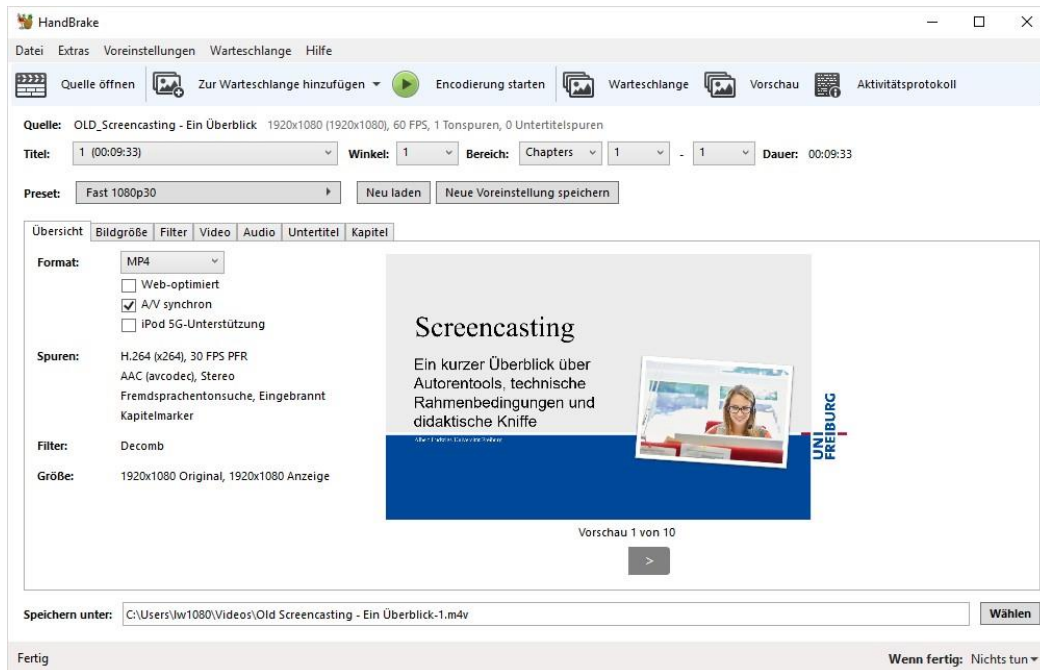 HandBrake
Datei Extras Voreinstellungen Warteschlange Hilfe
Quelle öffnen Zur Warteschlange hinzufügen Encodierung starten Warteschlange Vorschau Aktivitätsprotokoll
Quelle: OLD_Screencasting - Ein Überblick 1920x1080 (1920x1080), 60 FPS, 1 Tonspuren, 0 Untertitelspuren
Titel: 1 (00:09:33) Winkel: 1 Bereich: Chapters 1 - 1 Dauer: 00:09:33
Preset: Fast 1080p30 Neu laden Neue Voreinstellung speichern
Übersicht Bildgröße Filter Video Audio Untertitel Kapitel
Format: MP4
Web-optimiert
A/V synchron
iPod 5G-Unterstützung
Spuren: H.264 (x264), 30 FPS PFR
AAC (avcodec), Stereo
Fremdsprachentonsuche, Eingebrannt
Kapitelmarker
Filter: Decomb
Größe: 1920x1080 Original, 1920x1080 Anzeige
Screencasting
Ein kurzer Überblick über
Autorentools, technische
Rahmenbedingungen und
didaktische Kniffe
UNI
FREIBURG
Vorschau 1 von 10
>
Speichern unter: C:\Users\lw1080\Videos\Old Screencasting - Ein Überblick-1.m4v Wählen
Fertig Wenn fertig: Nichts tun